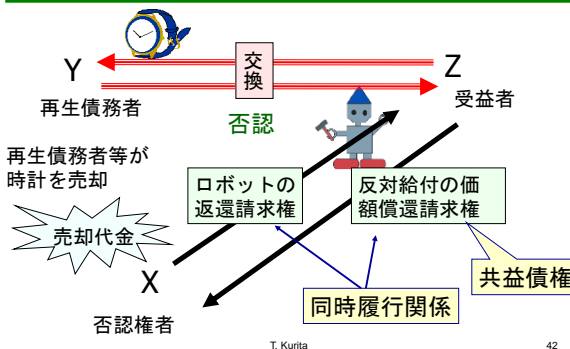 交
換
Y
Z
再生債務者
受益者
否認
再生債務者等が
時計を売却
ロボットの
返還請求権
反対給付の価
額償還請求権
売却代金
X
共益債権
同時履行関係
否認権者
T. Kurita
42